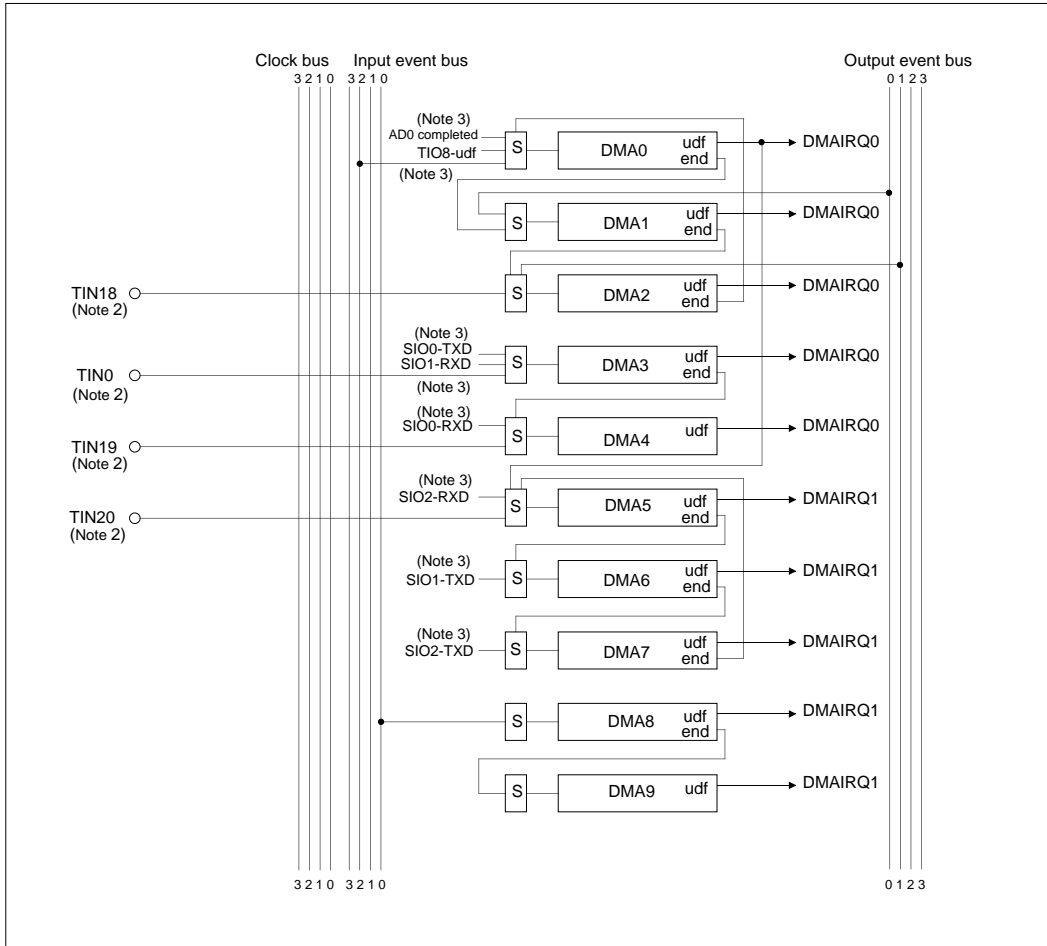 Clock bus Input event bus Output event bus
3 2 1 0 3 2 1 0 0 1 2 3
(Note 3)
AD0 completed
TIO8-udf
(Note 3)
S DMA0 udf end DMAIRQ0
S DMA1 udf end DMAIRQ0
TIN18
(Note 2)
S DMA2 udf end DMAIRQ0
(Note 3)
SIO0-TXD
SIO1-RXD
(Note 3)
TIN0
(Note 2)
S DMA3 udf end DMAIRQ0
(Note 3)
SIO0-RXD
TIN19
(Note 2)
S DMA4 udf DMAIRQ0
(Note 3)
SIO2-RXD
TIN20
(Note 2)
S DMA5 udf end DMAIRQ1
(Note 3)
SIO1-TXD
S DMA6 udf end DMAIRQ1
(Note 3)
SIO2-TXD
S DMA7 udf end DMAIRQ1
S DMA8 udf end DMAIRQ1
S DMA9 udf DMAIRQ1
3 2 1 0 3 2 1 0 0 1 2 3